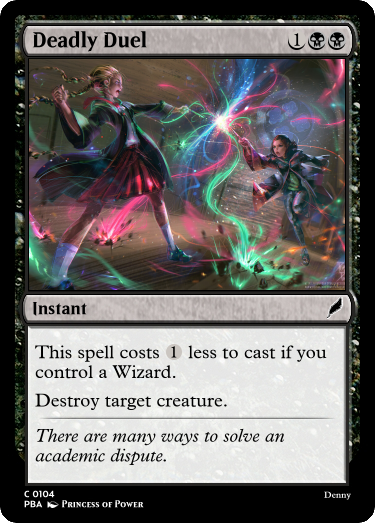 Deadly Duel 1
Instant
This spell costs 1 less to cast if you
control a Wizard.
Destroy target creature.
There are many ways to solve an
academic dispute.
C 0104
PBA Princess of Power
Denny